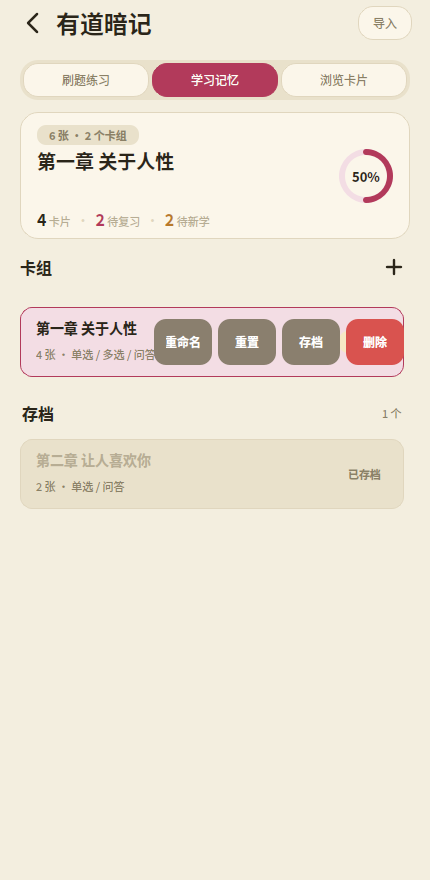 有道暗记
导入
刷题练习
学习记忆
浏览卡片
6 张 • 2 个卡组
第一章 关于人性
50%
4 卡片 · 2 待复习 · 2 待新学
卡组
第一章 关于人性
4 张 • 单选 / 多选 / 问答
重命名
重置
存档
删除
存档
1 个
第二章 让人喜欢你
2 张 • 单选 / 问答
已存档